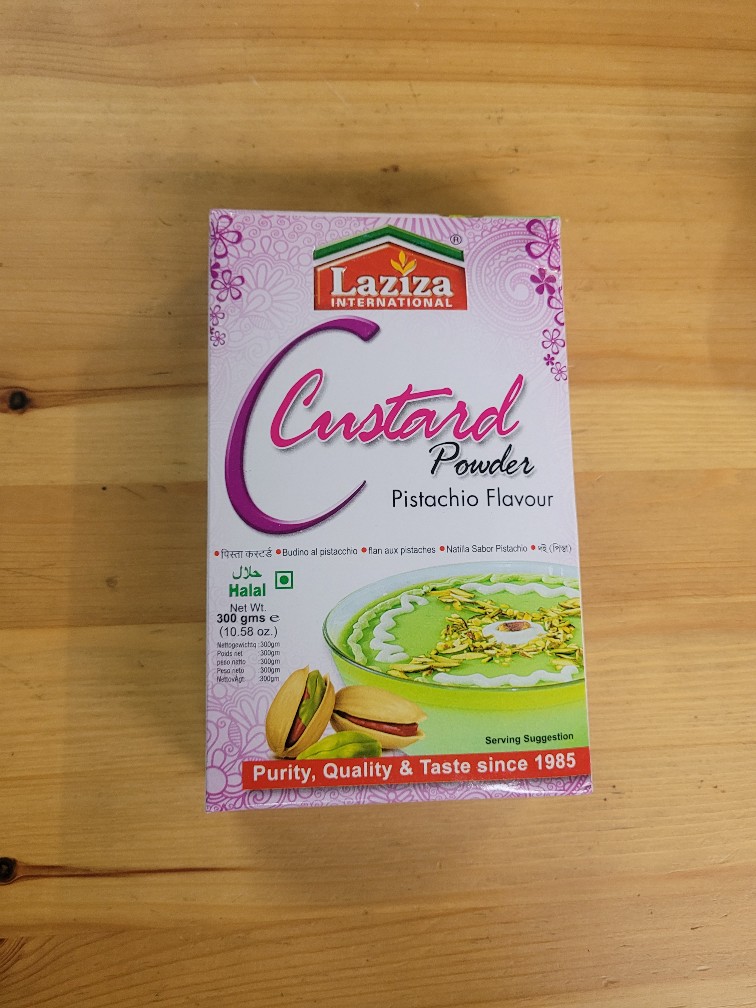 Laziza ®
INTERNATIONAL
Custard
Powder
Pistachio Flavour
• पिस्ता कस्टर्ड • Budino al pistacchio • flan aux pistaches • Natilla Sabor Pistachio • (পিস্তা)
حلال
Halal
Net Wt.
300 gms e
(10.58 oz.)
:300gm
Poids net :300gm
peso netto :300gm
Peso neto :300gm
:300gm
Serving Suggestion
Purity, Quality & Taste since 1985